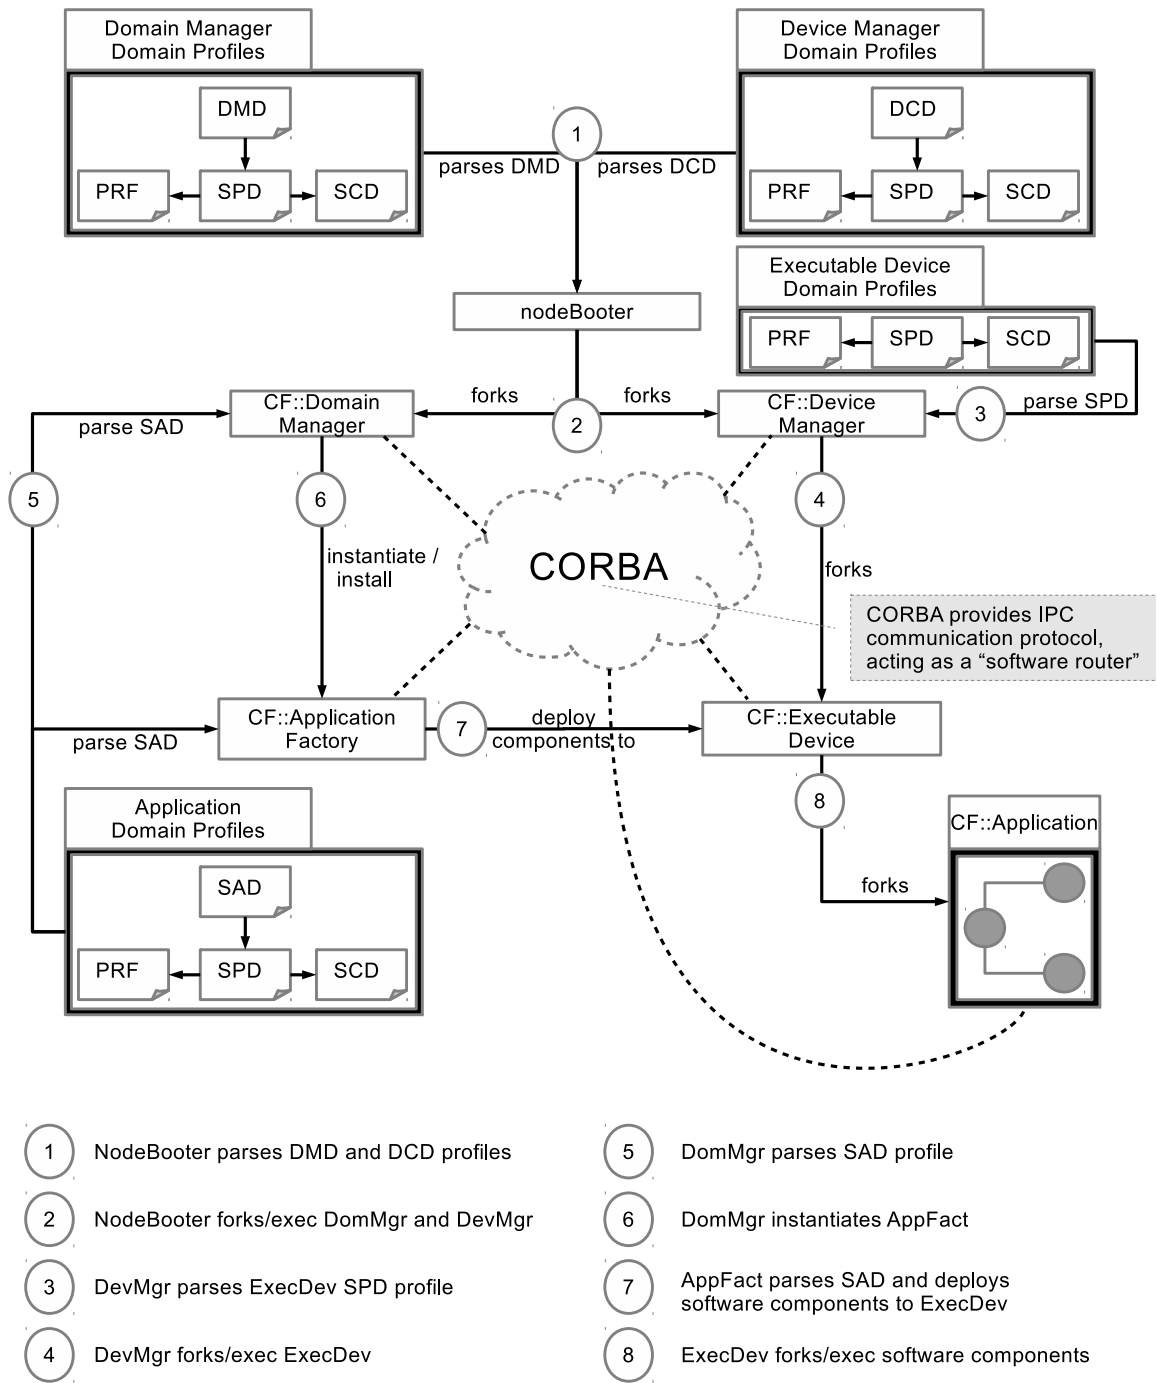 Domain Manager
Domain Profiles
DMD
PRF
SPD
SCD
Device Manager
Domain Profiles
DCD
PRF
SPD
SCD
1
parses DMD
parses DCD
Executable Device
Domain Profiles
PRF
SPD
SCD
nodeBooter
forks
2
forks
CF::Domain
Manager
CF::Device
Manager
3
parse SPD
parse SAD
5
6
4
instantiate /
install
CORBA
forks
CORBA provides IPC
communication protocol,
acting as a “software router”
CF::Application
Factory
parse SAD
7
deploy
components to
CF::Executable
Device
8
forks
CF::Application
Application
Domain Profiles
SAD
PRF
SPD
SCD
1 NodeBooter parses DMD and DCD profiles
2 NodeBooter forks/exec DomMgr and DevMgr
3 DevMgr parses ExecDev SPD profile
4 DevMgr forks/exec ExecDev
5 DomMgr parses SAD profile
6 DomMgr instantiates AppFact
7 AppFact parses SAD and deploys
software components to ExecDev
8 ExecDev forks/exec software components